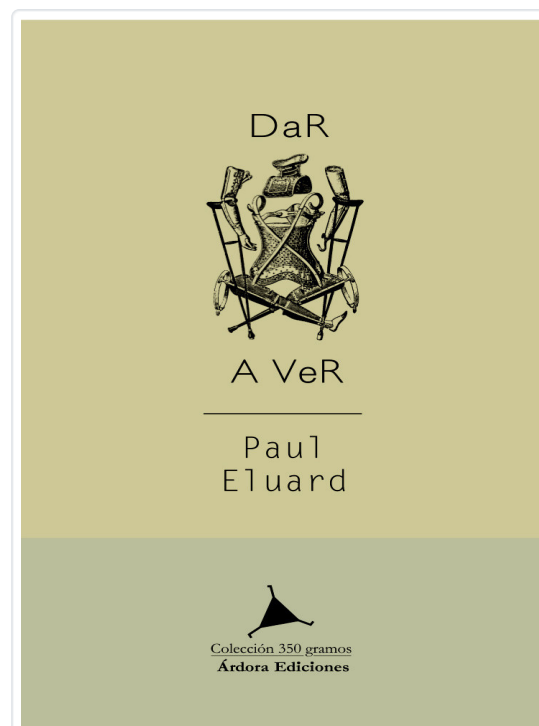 DaR
A VeR
Paul
Eluard
Colección 350 gramos
Árdora Ediciones